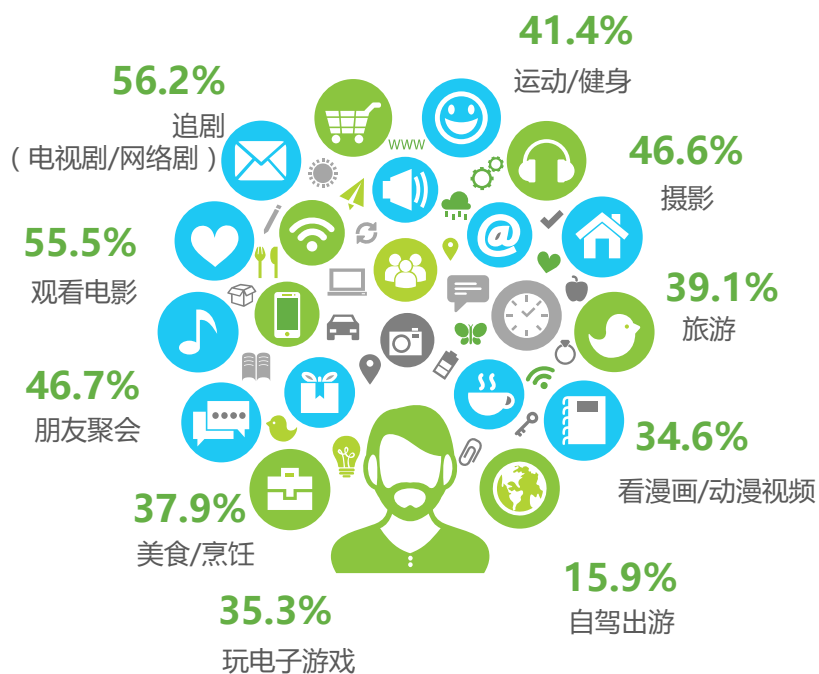 56.2%
追剧
（电视剧/网络剧）
55.5%
观看电影
46.7%
朋友聚会
37.9%
美食/烹饪
35.3%
玩电子游戏
www
@
41.4%
运动/健身
46.6%
摄影
39.1%
旅游
34.6%
看漫画/动漫视频
15.9%
自驾出游